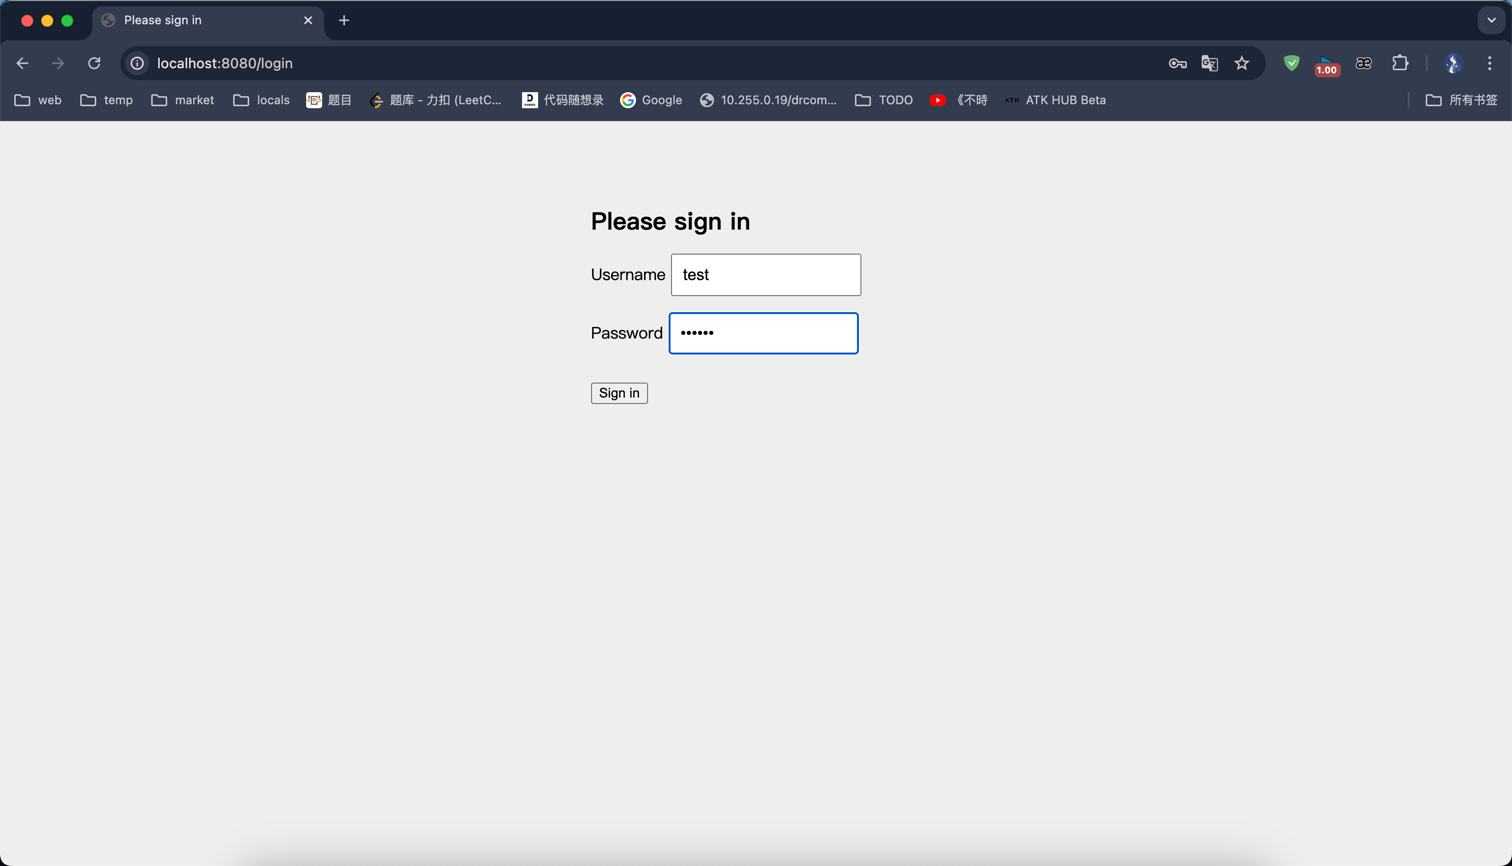 Please sign in
localhost:8080/login
1.00
web temp market locals 题目 题库 - 力扣 (LeetC... 代码随想录 Google 10.255.0.19/drcom... TODO 《不時 ATK ATK HUB Beta 所有书签
Please sign in
Username test
Password ••••••
Sign in